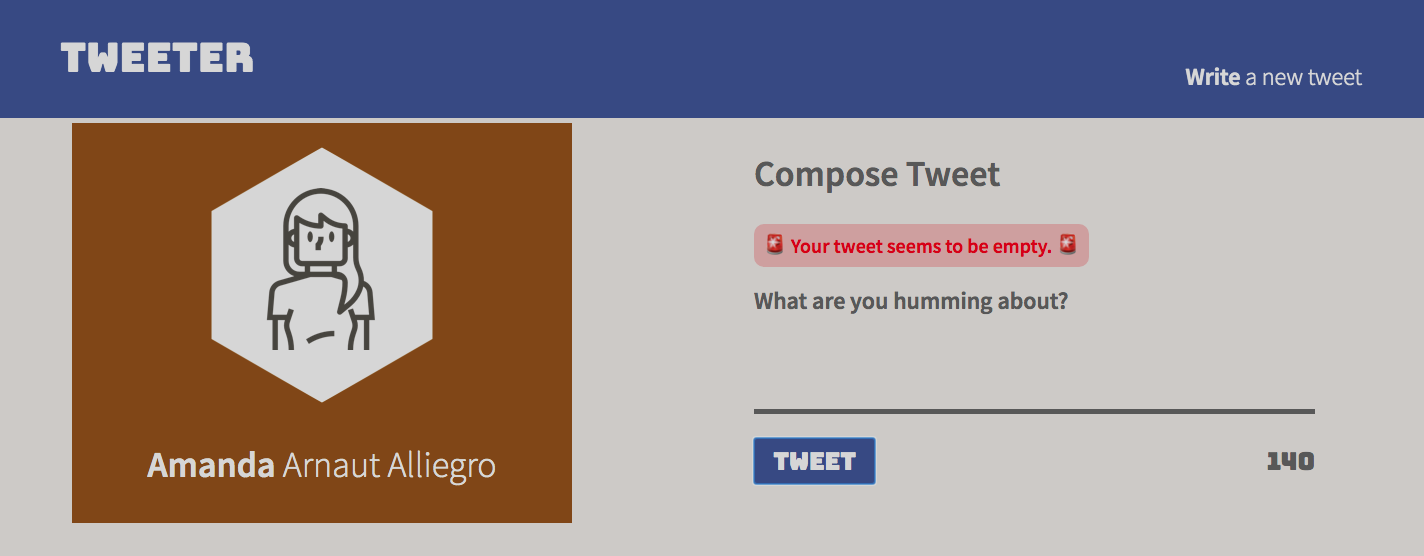 TWEETER
Write a new tweet
Amanda Arnaut Alliegro
Compose Tweet
🚨 Your tweet seems to be empty. 🚨
What are you humming about?
TWEET
140